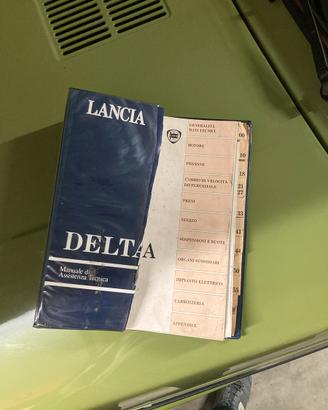 LANCIA
DELTA
Manuale di
Assistenza Tecnica
GENERALITÀ
DATI TECNICI
MOTORE
FRIZIONE
CAMBIO DI VELOCITÀ
DIFFERENZIALE
FRENI
STERZO
SOSPENSIONI E RUOTE
ORGANI AUSILIARI
IMPIANTO ELETTRICO
CARROZZERIA
APPENDICE
00
10
18
21
27
33
41
44
50
55